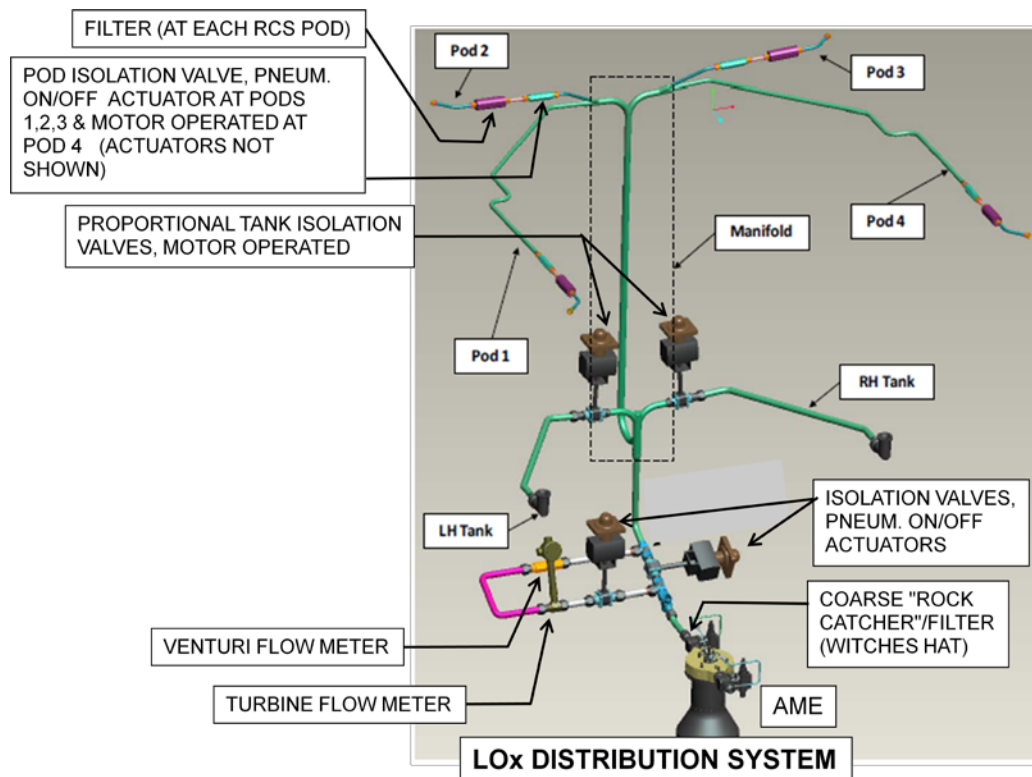 FILTER (AT EACH RCS POD)
POD ISOLATION VALVE, PNEUM.
ON/OFF ACTUATOR AT PODS
1,2,3 & MOTOR OPERATED AT
POD 4 (ACTUATORS NOT
SHOWN)
PROPORTIONAL TANK ISOLATION
VALVES, MOTOR OPERATED
Pod 2
Pod 3
Pod 4
Manifold
Pod 1
RH Tank
LH Tank
ISOLATION VALVES,
PNEUM. ON/OFF
ACTUATORS
COARSE "ROCK
CATCHER"/FILTER
(WITCHES HAT)
VENTURI FLOW METER
TURBINE FLOW METER
AME
LOx DISTRIBUTION SYSTEM